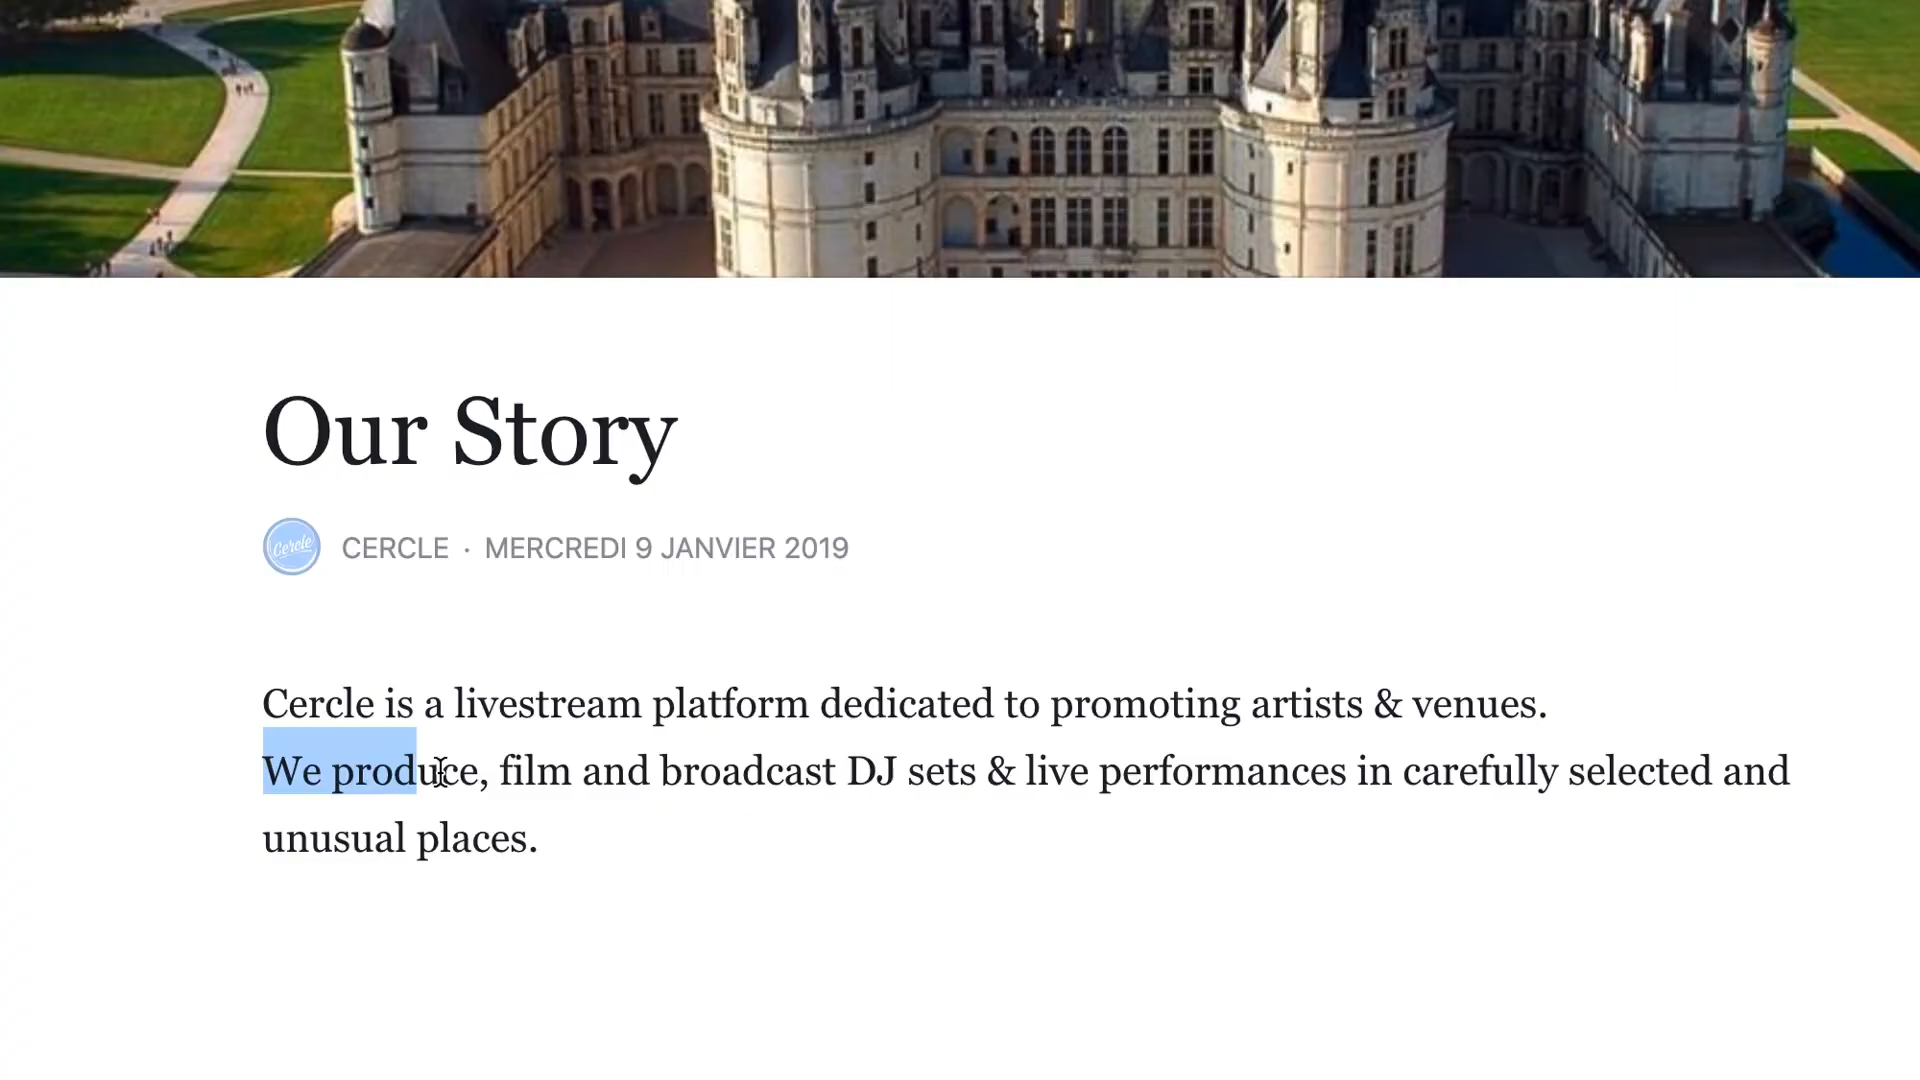 Our Story
Cercle
CERCLE · MERCREDI 9 JANVIER 2019
Cercle is a livestream platform dedicated to promoting artists & venues.
We produce, film and broadcast DJ sets & live performances in carefully selected and
unusual places.